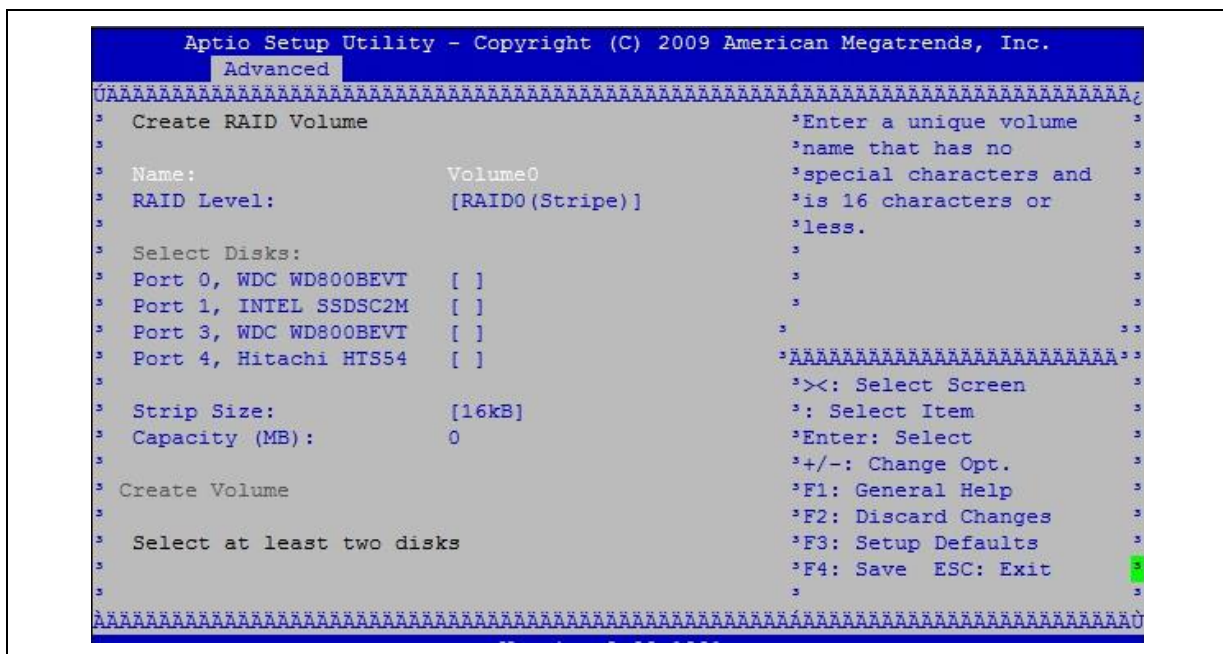 Aptio Setup Utility - Copyright (C) 2009 American Megatrends, Inc.
Advanced
Create RAID Volume
Name: Volume0
RAID Level: [RAID0(Stripe)]
Select Disks:
Port 0, WDC WD800BEVT [ ]
Port 1, INTEL SSDSC2M [ ]
Port 3, WDC WD800BEVT [ ]
Port 4, Hitachi HTS54 [ ]
Strip Size: [16kB]
Capacity (MB): 0
Create Volume
Select at least two disks
Enter a unique volume
name that has no
special characters and
is 16 characters or
less.
><: Select Screen
: Select Item
Enter: Select
+/-: Change Opt.
F1: General Help
F2: Discard Changes
F3: Setup Defaults
F4: Save ESC: Exit